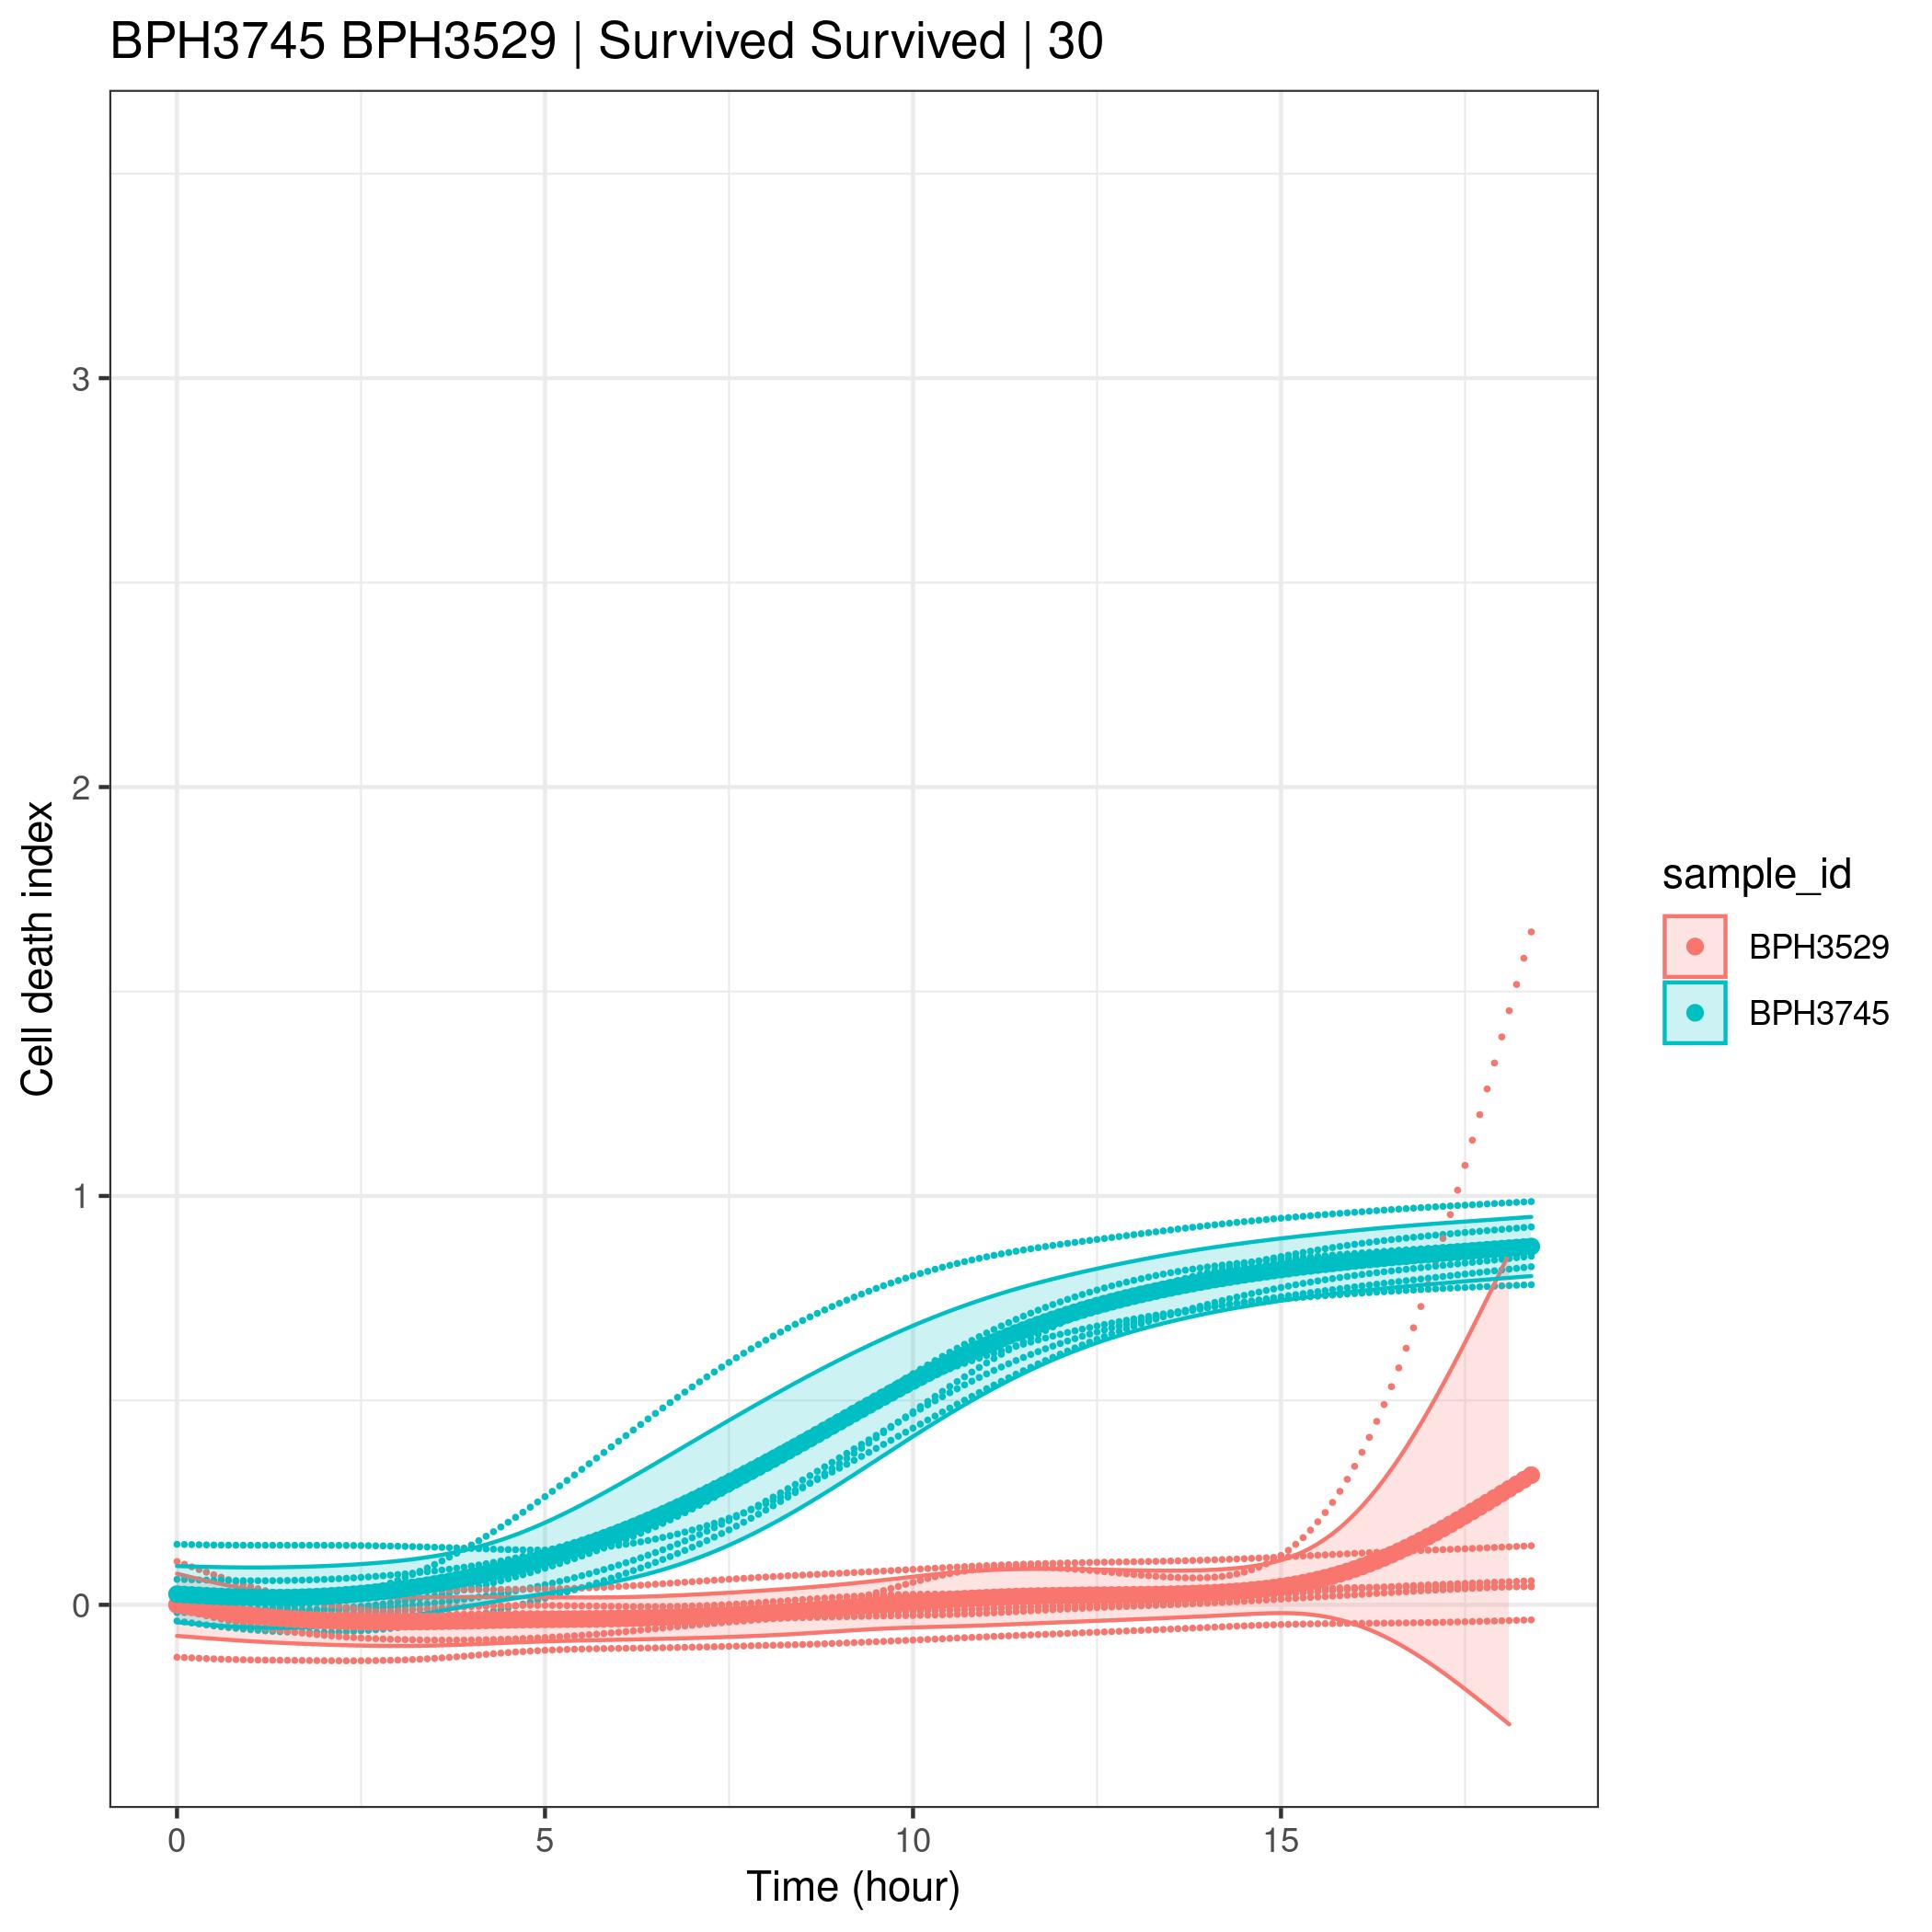 BPH3745 BPH3529 | Survived Survived | 30
3
2
1
0
Cell death index
0 5 10 15
Time (hour)
sample_id
BPH3529
BPH3745